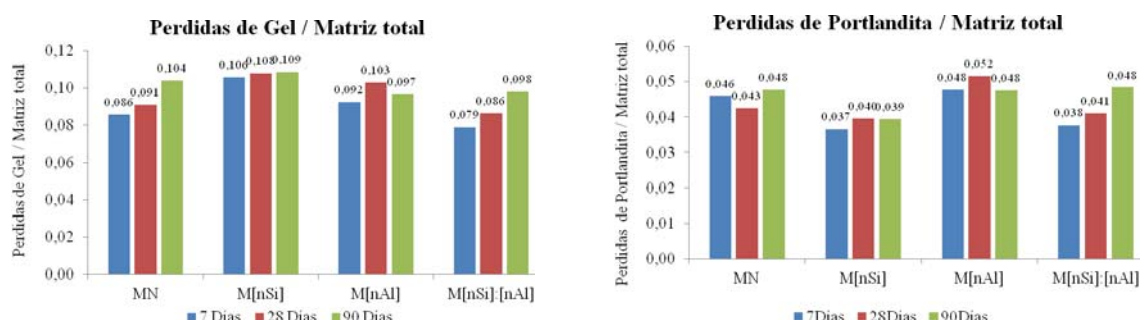 Perdidas de Gel / Matriz total
Perdidas de Gel / Matriz total
0,12
0,10
0,08
0,06
0,04
0,02
0,00
0,086
0,091
0,104
0,106
0,108
0,109
0,092
0,103
0,097
0,079
0,086
0,098
MN
M[nSi]
M[nAl]
M[nSi]:[nAl]
7 Dias
28 Dias
90 Dias
Perdidas de Portlandita / Matriz total
Perdidas de Portlandita / Matriz total
0,06
0,05
0,04
0,03
0,02
0,01
0,00
0,046
0,043
0,048
0,037
0,040
0,039
0,048
0,052
0,048
0,038
0,041
0,048
MN
M[nSi]
M[nAl]
M[nSi]:[nAl]
7Dias
28Dias
90Dias